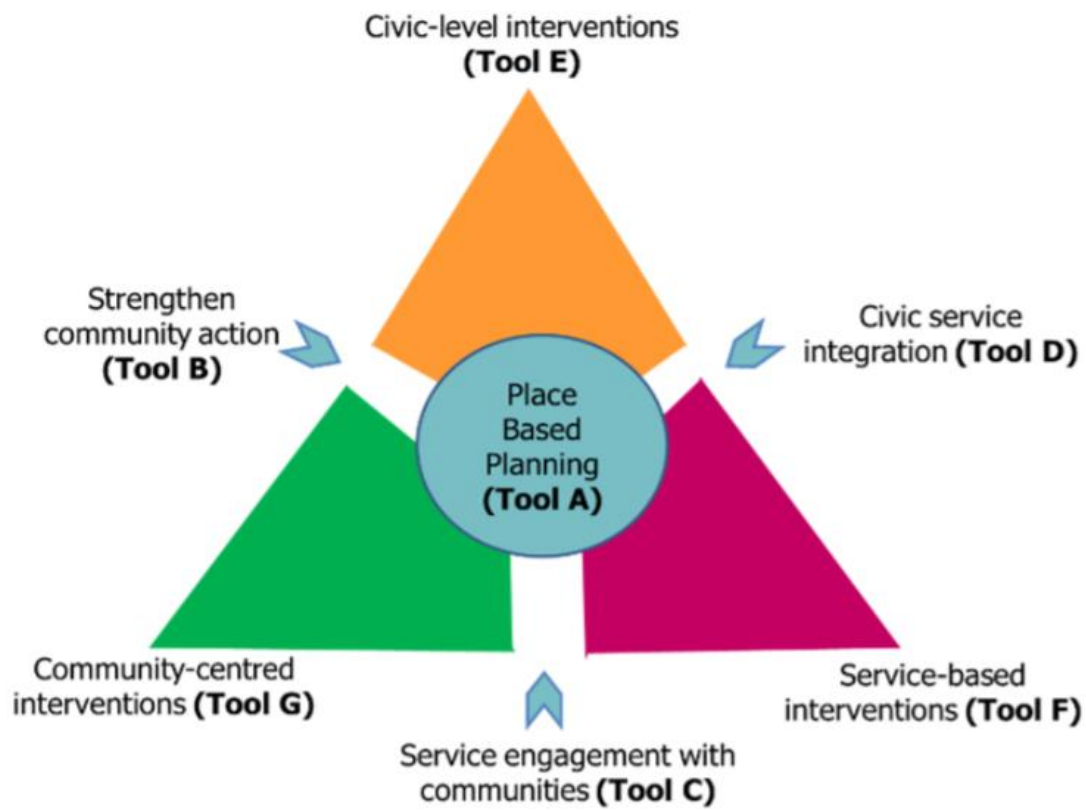 Civic-level interventions
(Tool E)
Strengthen
community action
(Tool B)
Civic service
integration (Tool D)
Place
Based
Planning
(Tool A)
Community-centred
interventions (Tool G)
Service-based
interventions (Tool F)
Service engagement with
communities (Tool C)